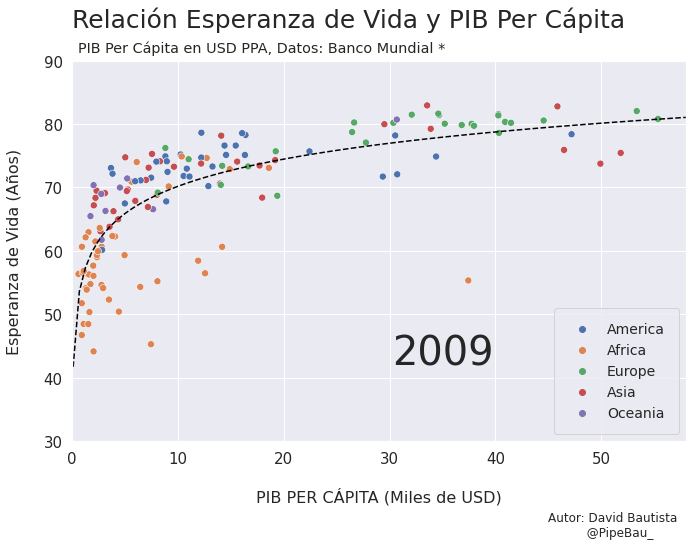 Relación Esperanza de Vida y PIB Per Cápita
PIB Per Cápita en USD PPA, Datos: Banco Mundial *
90
80
70
60
50
40
30
Esperanza de Vida (Años)
2009
America
Africa
Europe
Asia
Oceania
0 10 20 30 40 50
PIB PER CÁPITA (Miles de USD)
Autor: David Bautista
@PipeBau_